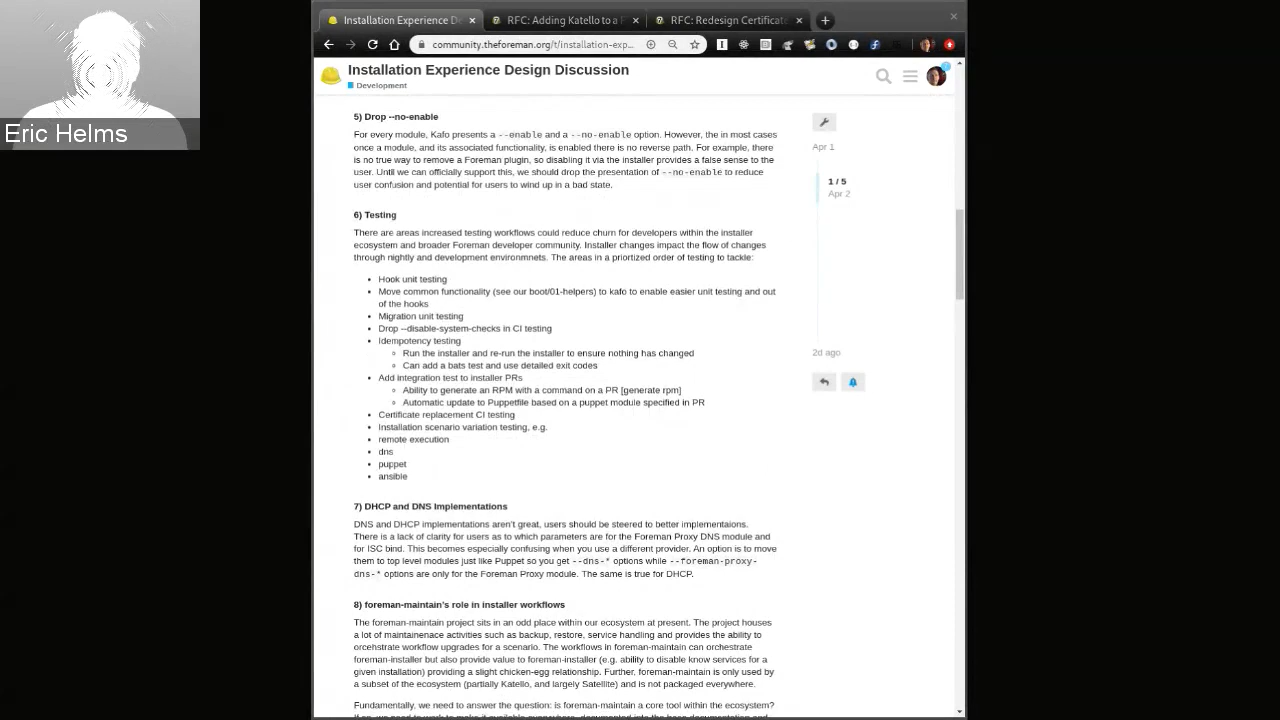 Eric Helms
Installation Experience De
RFC: Adding Katello to a
RFC: Redesign Certificate
community.theforeman.org/t/installation-exp...
Installation Experience Design Discussion
Development
5) Drop --no-enable
For every module, Kafo presents a --enable and a --no-enable option. However, the in most cases
once a module, and its associated functionality, is enabled there is no reverse path. For example, there
is no true way to remove a Foreman plugin, so disabling it via the installer provides a false sense to the
user. Until we can officially support this, we should drop the presentation of --no-enable to reduce
user confusion and potential for users to wind up in a bad state.
Apr 1
1 / 5
Apr 2
6) Testing
There are areas increased testing workflows could reduce churn for developers within the installer
ecosystem and broader Foreman developer community. Installer changes impact the flow of changes
through nightly and development environmnets. The areas in a priortized order of testing to tackle:
• Hook unit testing
• Move common functionality (see our boot/01-helpers) to kafo to enable easier unit testing and out
of the hooks
• Migration unit testing
• Drop --disable-system-checks in CI testing
• Idempotency testing
◦ Run the installer and re-run the installer to ensure nothing has changed
2d ago
◦ Can add a bats test and use detailed exit codes
• Add integration test to installer PRs
◦ Ability to generate an RPM with a command on a PR [generate rpm]
◦ Automatic update to Puppetfile based on a puppet module specified in PR
• Certificate replacement CI testing
• Installation scenario variation testing, e.g.
• remote execution
• dns
• puppet
• ansible
7) DHCP and DNS Implementations
DNS and DHCP implementations aren't great, users should be steered to better implementaions.
There is a lack of clarity for users as to which parameters are for the Foreman Proxy DNS module and
for ISC bind. This becomes especially confusing when you use a different provider. An option is to move
them to top level modules just like Puppet so you get --dns-* options while --foreman-proxy-
dns-* options are only for the Foreman Proxy module. The same is true for DHCP.
8) foreman-maintain's role in installer workflows
The foreman-maintain project sits in an odd place within our ecosystem at present. The project houses
a lot of maintainenace activities such as backup, restore, service handling and provides the ability to
orcehstrate workflow upgrades for a scenario. The workflows in foreman-maintain can orchestrate
foreman-installer but also provide value to foreman-installer (e.g. ability to disable know services for a
given installation) providing a slight chicken-egg relationship. Further, foreman-maintain is only used by
a subset of the ecosystem (partially Katello, and largely Satellite) and is not packaged everywhere.
Fundamentally, we need to answer the question: is foreman-maintain a core tool within the ecosystem?